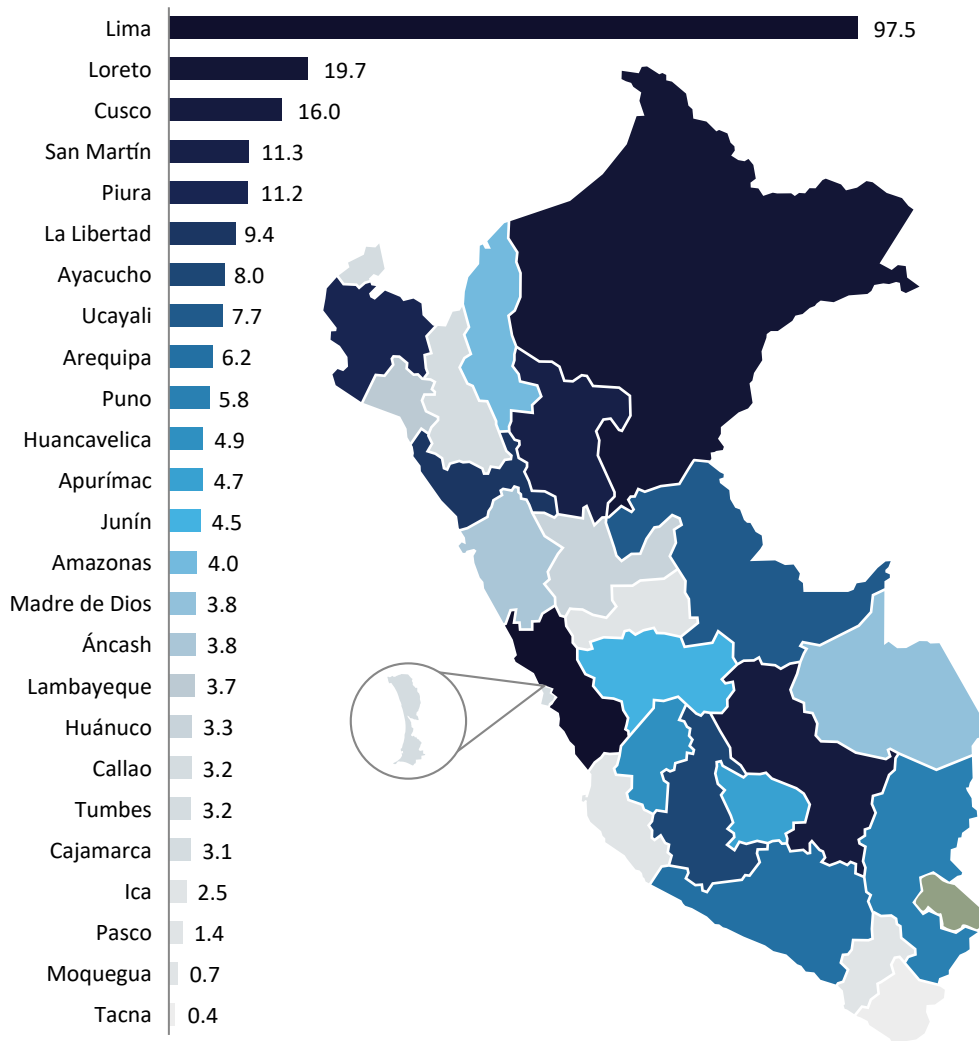 Lima 97.5
Loreto 19.7
Cusco 16.0
San Martín 11.3
Piura 11.2
La Libertad 9.4
Ayacucho 8.0
Ucayali 7.7
Arequipa 6.2
Puno 5.8
Huancavelica 4.9
Apurímac 4.7
Junín 4.5
Amazonas 4.0
Madre de Dios 3.8
Áncash 3.8
Lambayeque 3.7
Huánuco 3.3
Callao 3.2
Tumbes 3.2
Cajamarca 3.1
Ica 2.5
Pasco 1.4
Moquegua 0.7
Tacna 0.4